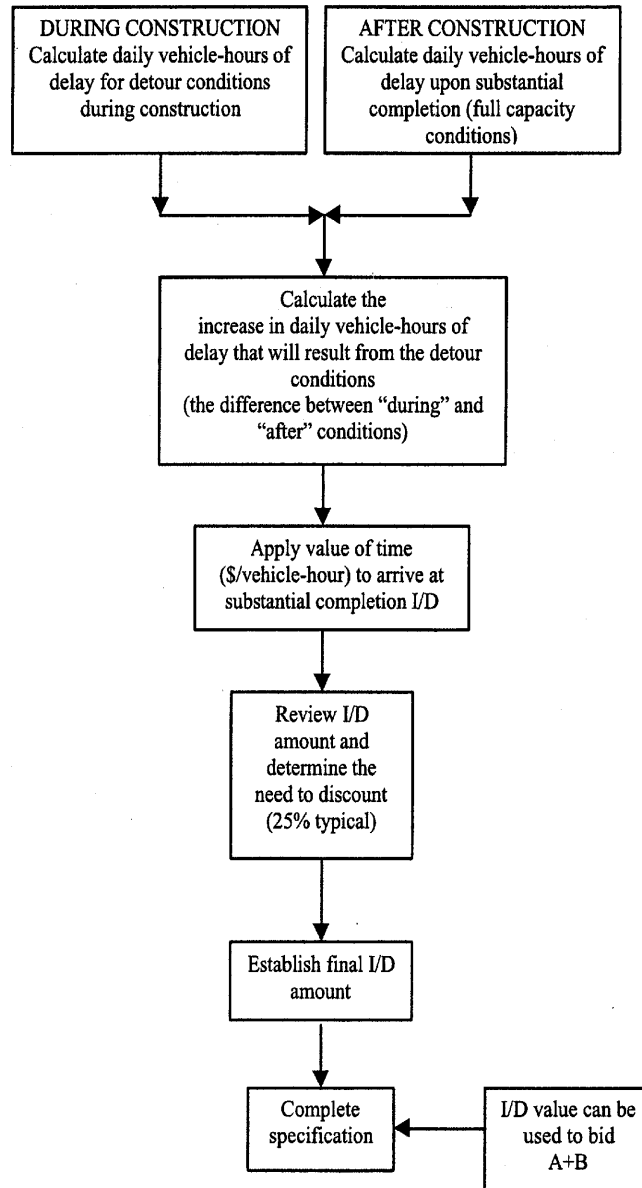 DURING CONSTRUCTION
Calculate daily vehicle-hours of
delay for detour conditions
during construction
AFTER CONSTRUCTION
Calculate daily vehicle-hours of
delay upon substantial
completion (full capacity
conditions)
Calculate the
increase in daily vehicle-hours of
delay that will result from the detour
conditions
(the difference between “during” and
“after” conditions)
Apply value of time
($/vehicle-hour) to arrive at
substantial completion I/D
Review I/D
amount and
determine the
need to discount
(25% typical)
Establish final I/D
amount
Complete
specification
I/D value can be
used to bid
A+B